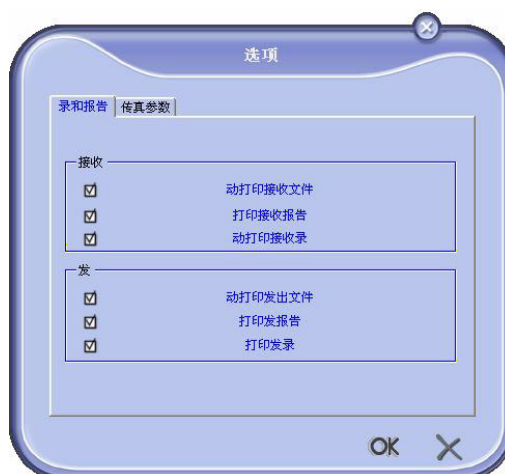 选项
录和报告
传真参数
接收
动打印接收文件
打印接收报告
动打印接收录
发
动打印发出文件
打印发报告
打印发录
OK